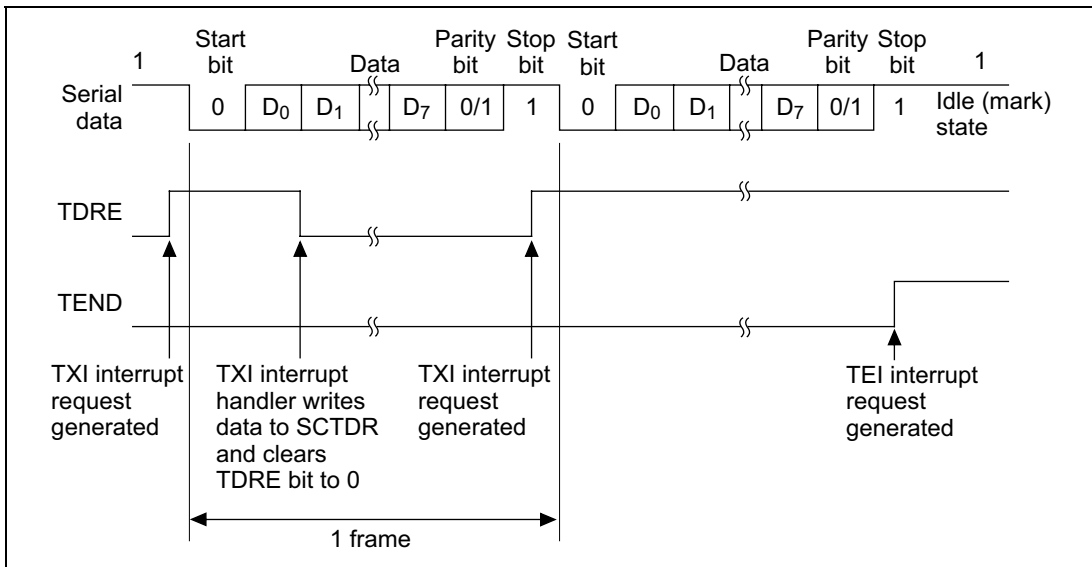 Start Parity Stop Start Parity Stop
1 bit Data bit bit bit Data bit bit 1
Serial data 0 D₀ D₁ D₇ 0/1 1 0 D₀ D₁ D₇ 0/1 1 Idle (mark) state
TDRE
TEND
TXI interrupt
request
generated
TXI interrupt
handler writes
data to SCTDR
and clears
TDRE bit to 0
TXI interrupt
request
generated
TEI interrupt
request
generated
1 frame